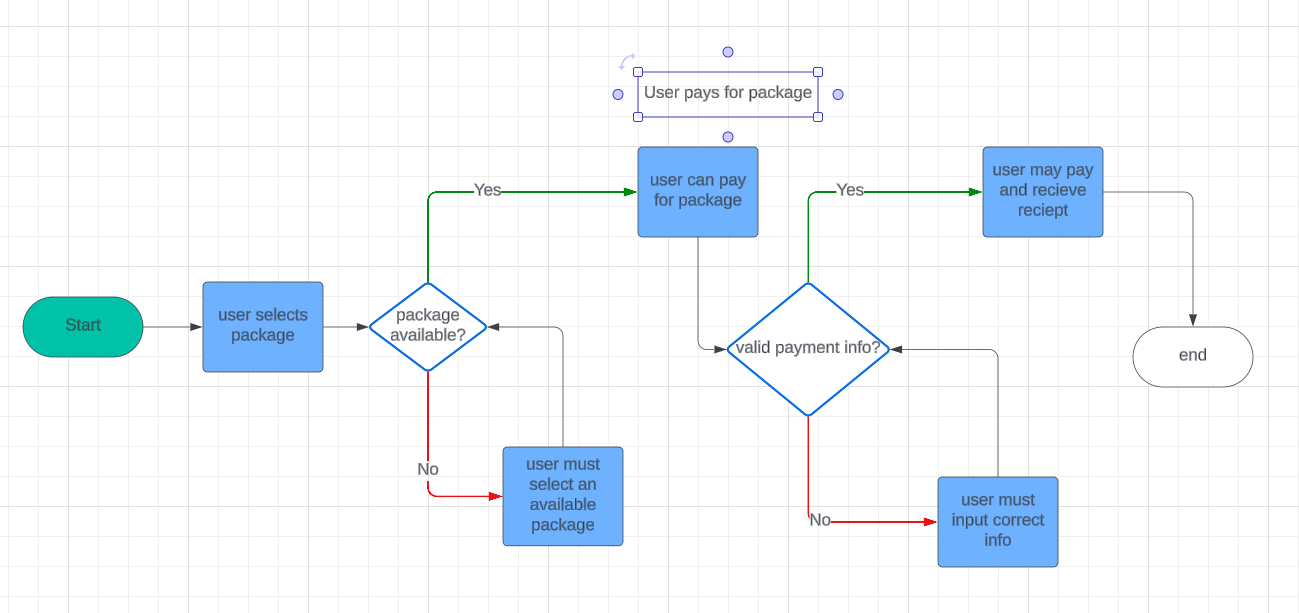 User pays for package
Start
user selects
package
package
available?
Yes
No
user must
select an
available
package
user can pay
for package
valid payment info?
Yes
No
user must
input correct
info
user may pay
and recieve
reciept
end